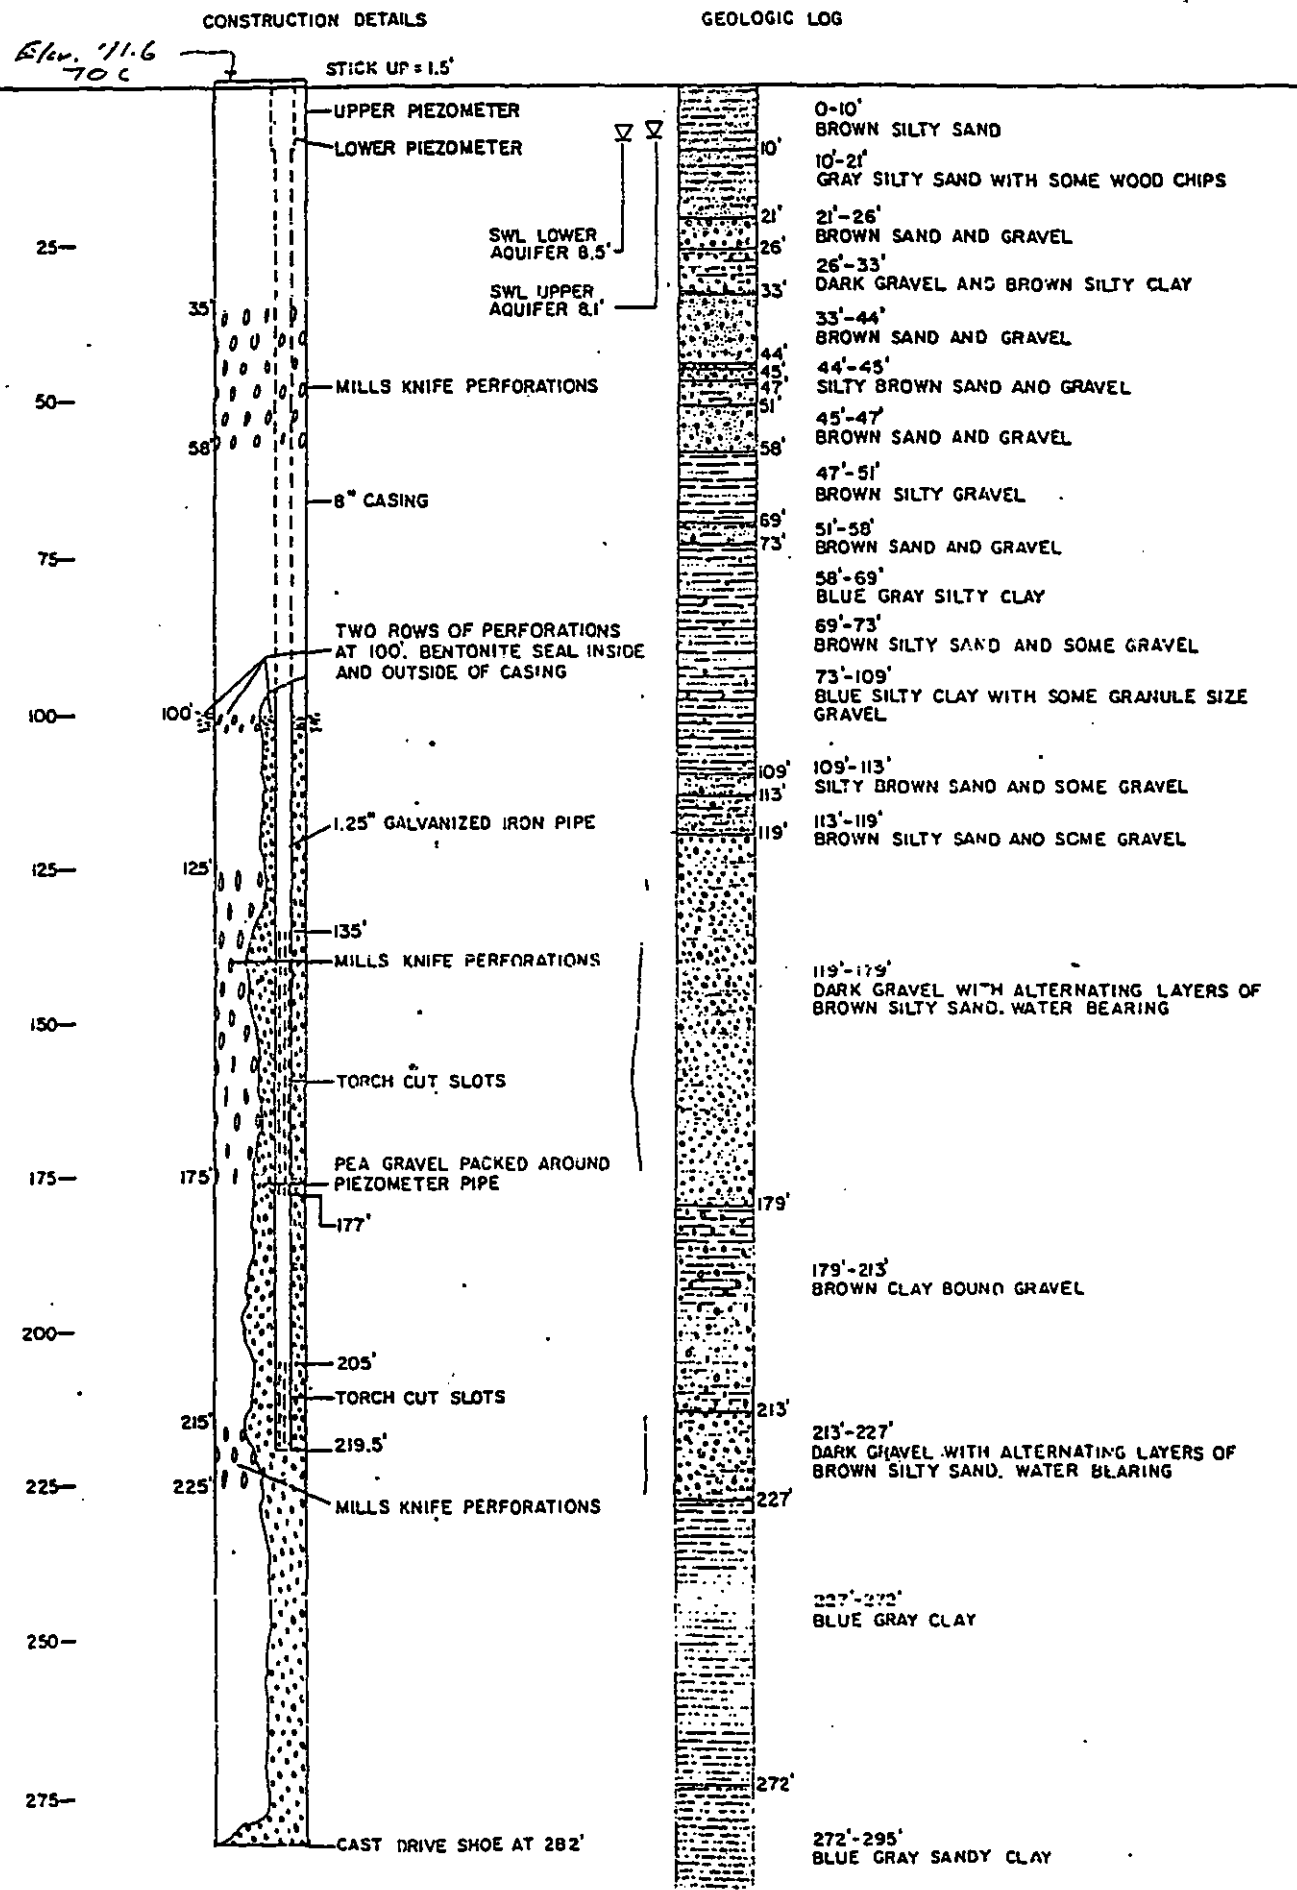 CONSTRUCTION DETAILS
GEOLOGIC LOG
Elev.
TOC
STICK UP = 1.5'
UPPER PIEZOMETER
LOWER PIEZOMETER
SWL LOWER
AQUIFER 8.5'
SWL UPPER
AQUIFER 8.1'
25
35'
MILLS KNIFE PERFORATIONS
50
58'
8" CASING
75
TWO ROWS OF PERFORATIONS
AT 100'. BENTONITE SEAL INSIDE
AND OUTSIDE OF CASING
100
100'
1.25" GALVANIZED IRON PIPE
125
125'
135'
MILLS KNIFE PERFORATIONS
150
TORCH CUT SLOTS
PEA GRAVEL PACKED AROUND
PIEZOMETER PIPE
175
175'
177'
200
205'
TORCH CUT SLOTS
215'
219.5'
225
225'
MILLS KNIFE PERFORATIONS
250
275
CAST DRIVE SHOE AT 282'
10'
21'
26'
33'
44'
45'
47'
51'
58'
69'
73'
109'
113'
119'
179'
213'
227'
272'
0-10'
BROWN SILTY SAND
10'-21'
GRAY SILTY SAND WITH SOME WOOD CHIPS
21'-26'
BROWN SAND AND GRAVEL
26'-33'
DARK GRAVEL AND BROWN SILTY CLAY
33'-44'
BROWN SAND AND GRAVEL
44'-45'
SILTY BROWN SAND AND GRAVEL
45'-47'
BROWN SAND AND GRAVEL
47'-51'
BROWN SILTY GRAVEL
51'-58'
BROWN SAND AND GRAVEL
58'-69'
BLUE GRAY SILTY CLAY
69'-73'
BROWN SILTY SAND AND SOME GRAVEL
73'-109'
BLUE SILTY CLAY WITH SOME GRANULE SIZE
GRAVEL
109'-113'
SILTY BROWN SAND AND SOME GRAVEL
113'-119'
BROWN SILTY SAND AND SOME GRAVEL
119'-179'
DARK GRAVEL WITH ALTERNATING LAYERS OF
BROWN SILTY SAND. WATER BEARING
179'-213'
BROWN CLAY BOUND GRAVEL
213'-227'
DARK GRAVEL WITH ALTERNATING LAYERS OF
BROWN SILTY SAND. WATER BEARING
227'-272'
BLUE GRAY CLAY
272'-295'
BLUE GRAY SANDY CLAY